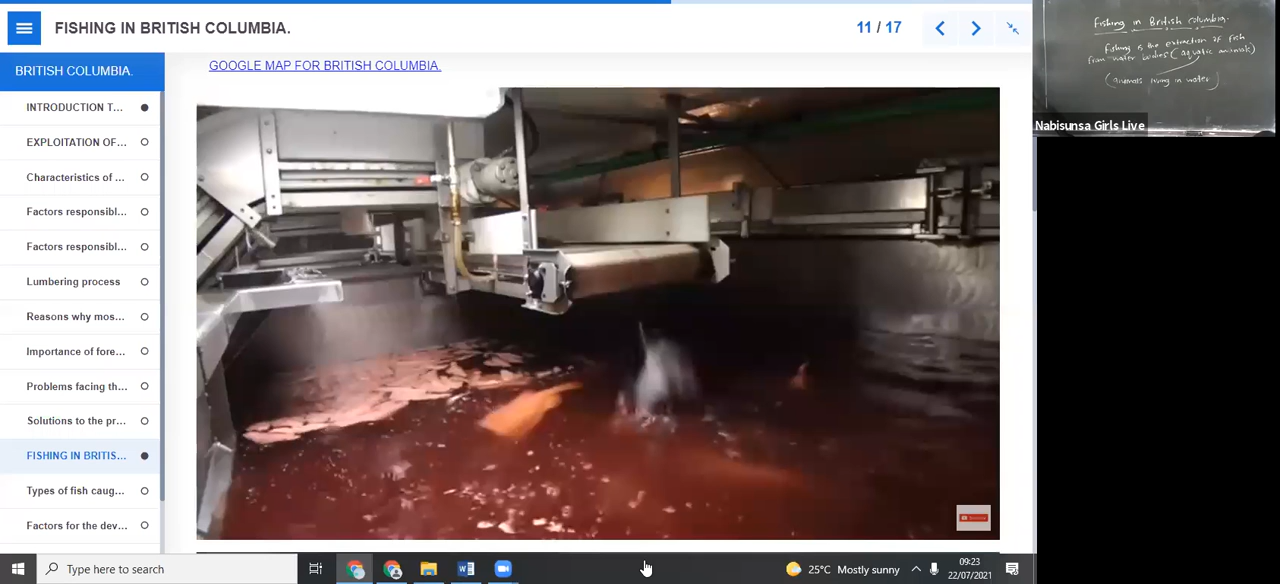 FISHING IN BRITISH COLUMBIA.
11 / 17
BRITISH COLUMBIA.
INTRODUCTION T...
EXPLOITATION OF...
Characteristics of ...
Factors responsibl...
Factors responsibl...
Lumbering process
Reasons why mos...
Importance of fore...
Problems facing th...
Solutions to the pr...
FISHING IN BRITIS...
Types of fish caug...
Factors for the dev...
GOOGLE MAP FOR BRITISH COLUMBIA.
Fishing in British columbia.
Fishing is the extraction of fish
from water bodies (aquatic animals)
(animals living in water)
Nabisunsa Girls Live
Type here to search
25°C Mostly sunny
09:23
22/07/2021